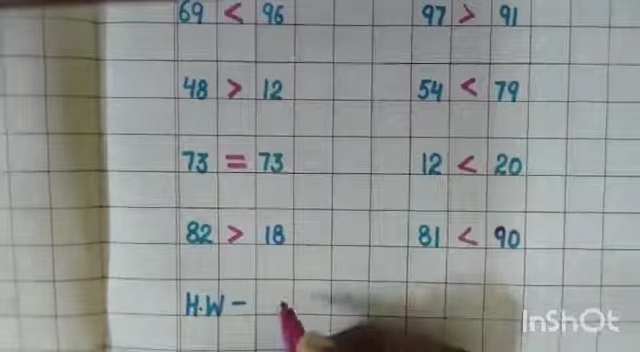 69 < 96 97 > 91
48 > 12 54 < 79
73 = 73 12 < 20
82 > 18 81 < 90
H.W –
InShOt